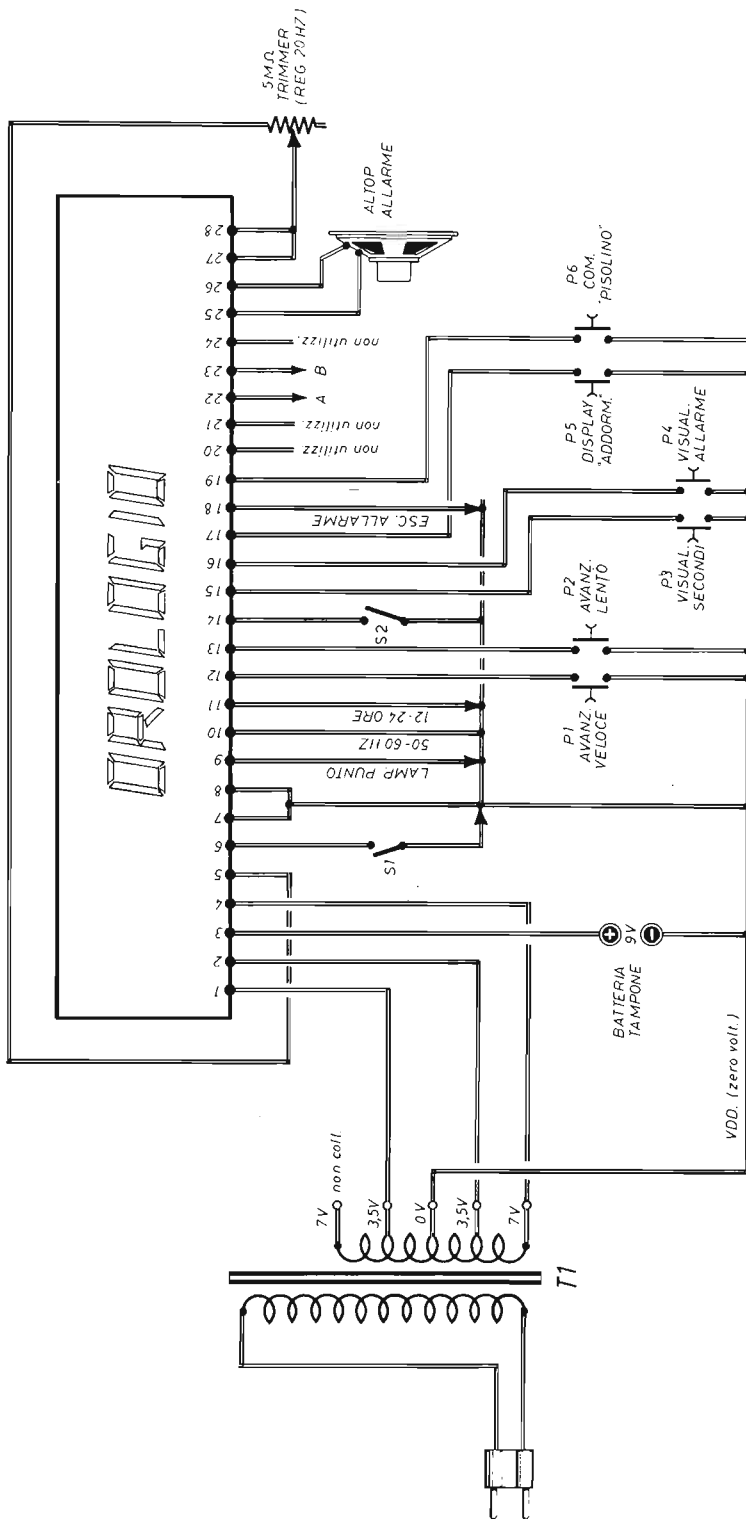 OROLOGIO
1
2
3
4
5
6
7
8
9
10
11
12
13
14
15
16
17
18
19
20
21
22
23
24
25
26
27
28
5MΩ
TRIMMER
(REG 20HZ)
ALTOP
ALLARME
non utilizz.
B
A
non utilizz.
non utilizz
ESC. ALLARME
12-24 ORE
50-60 HZ
LAMP. PUNTO
S2
S1
P6
COM.
"PISOLINO"
P5
DISPLAY
"ADDORM."
P4
VISUAL.
ALLARME
P3
VISUAL.
SECONDI
P2
AVANZ.
LENTO
P1
AVANZ.
VELOCE
+
9V
-
BATTERIA
TAMPONE
VDD. (zero volt.)
7V non coll.
3,5V
0V
3,5V
7V
T1